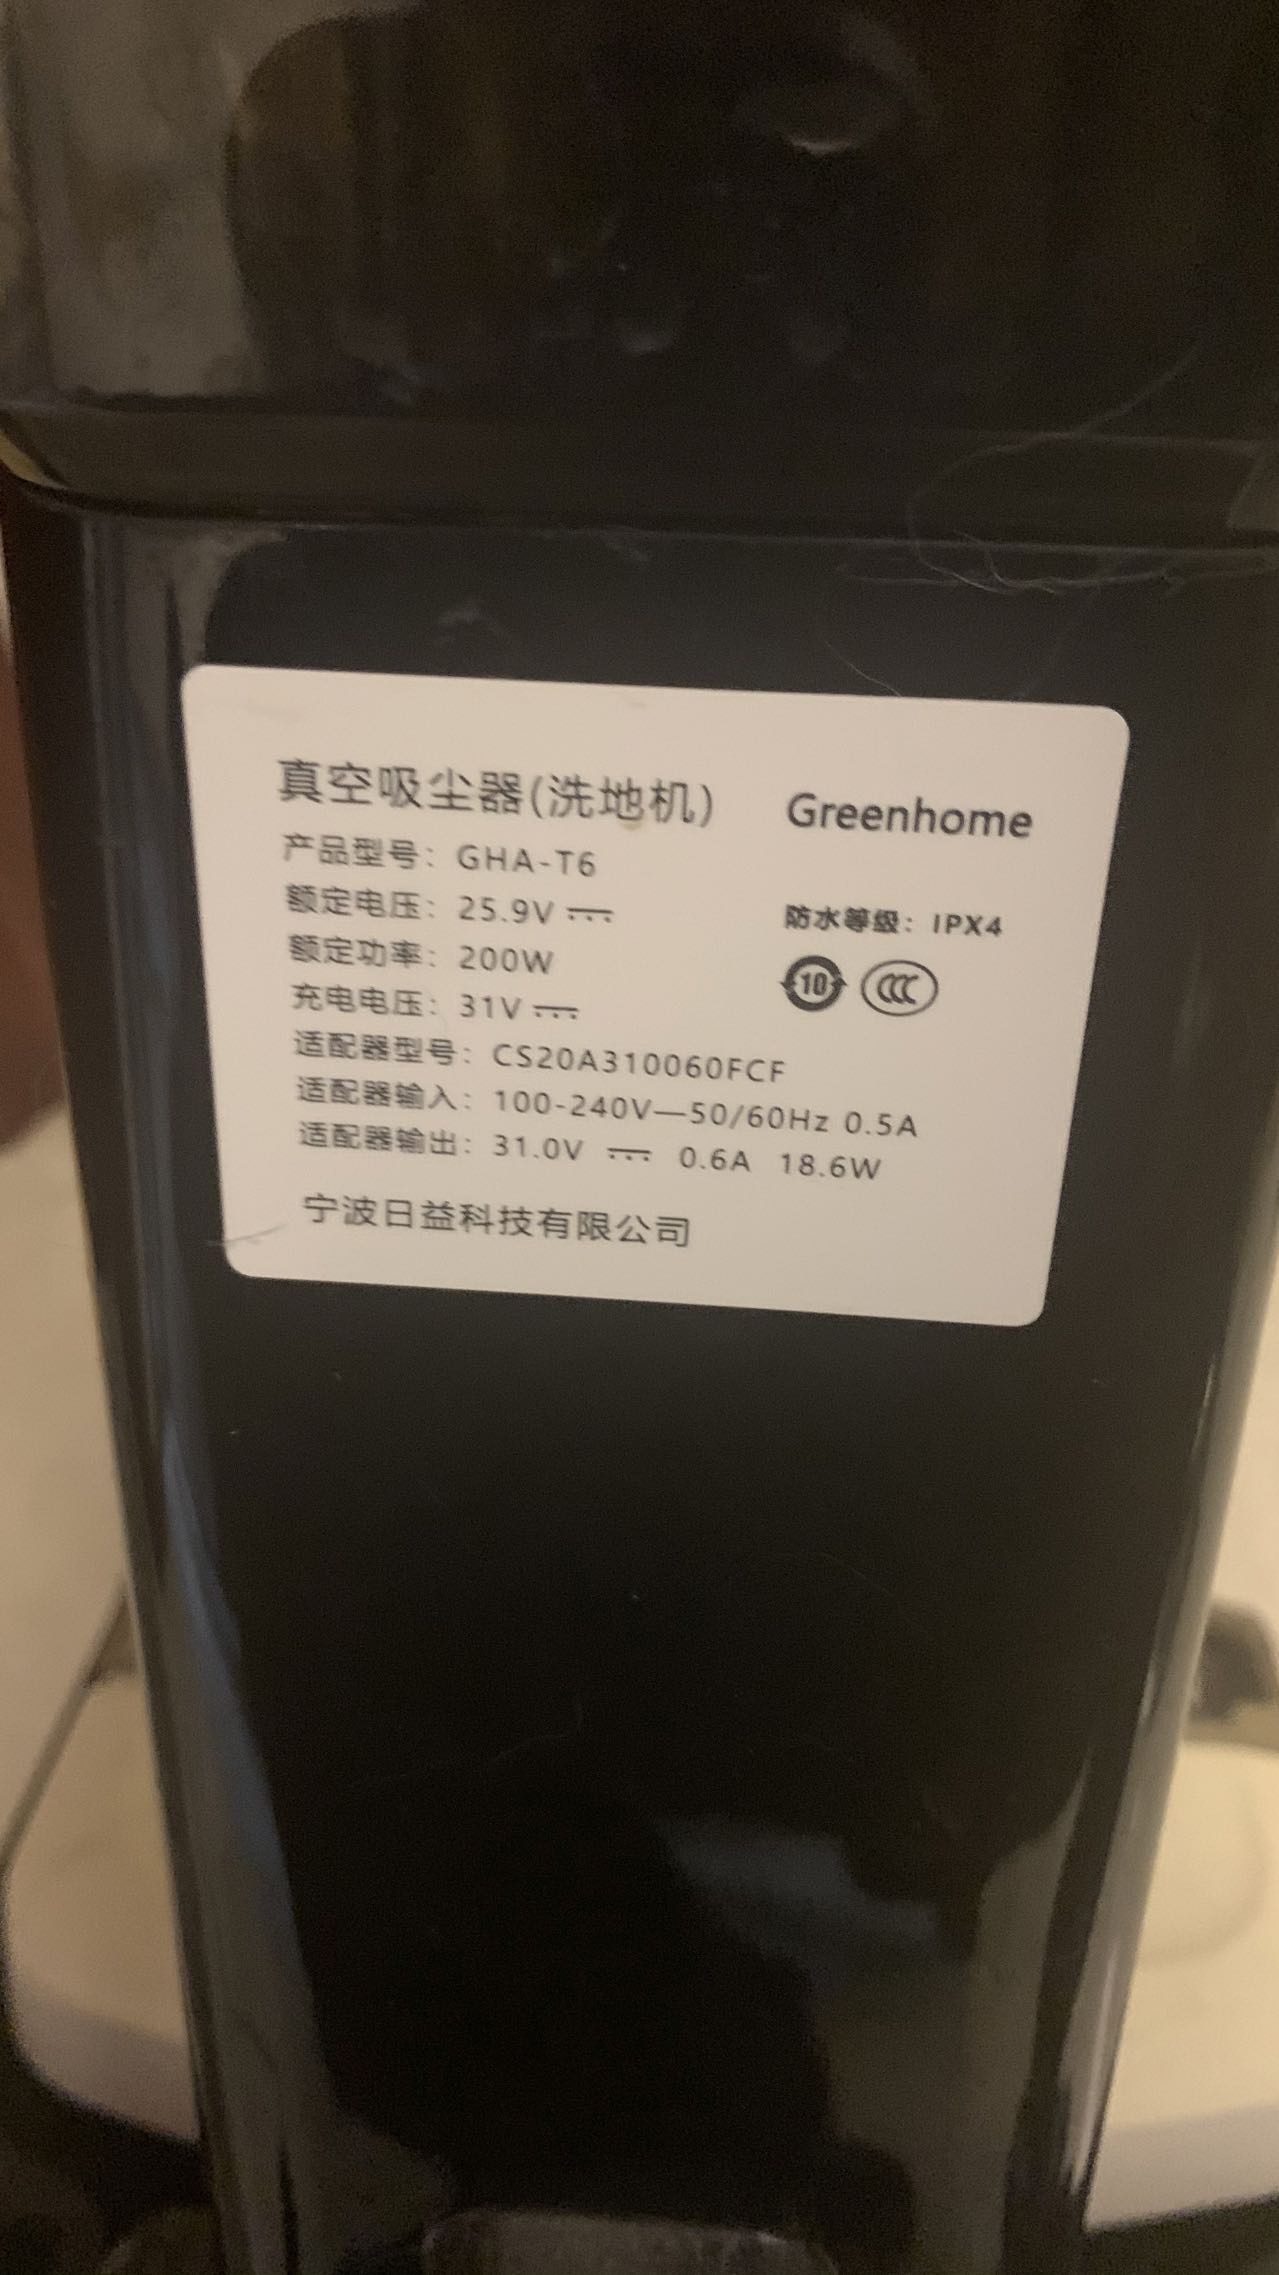 真空吸尘器(洗地机)
Greenhome
产品型号：GHA-T6
额定电压：25.9V ⎓
额定功率：200W
充电电压：31V ⎓
适配器型号：CS20A310060FCF
适配器输入：100-240V—50/60Hz 0.5A
适配器输出：31.0V ⎓ 0.6A 18.6W
防水等级：IPX4
10 CCC
宁波日益科技有限公司